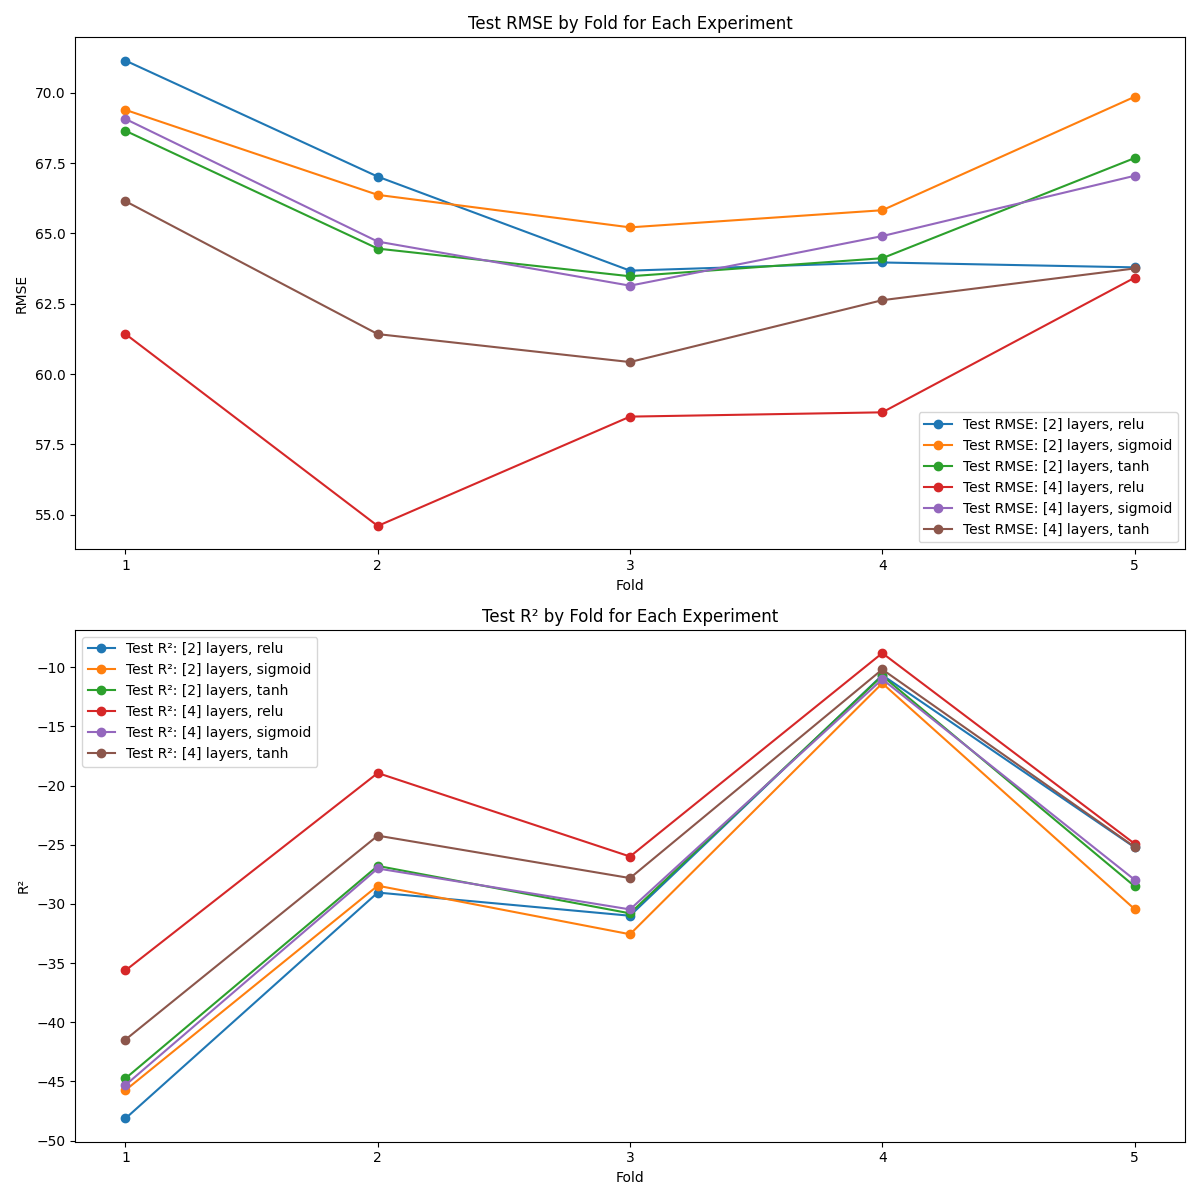 Test RMSE by Fold for Each Experiment
70.0
67.5
65.0
62.5
60.0
57.5
55.0
RMSE
Test RMSE: [2] layers, relu
Test RMSE: [2] layers, sigmoid
Test RMSE: [2] layers, tanh
Test RMSE: [4] layers, relu
Test RMSE: [4] layers, sigmoid
Test RMSE: [4] layers, tanh
1 2 3 4 5
Fold
Test R² by Fold for Each Experiment
Test R²: [2] layers, relu
Test R²: [2] layers, sigmoid
Test R²: [2] layers, tanh
Test R²: [4] layers, relu
Test R²: [4] layers, sigmoid
Test R²: [4] layers, tanh
−10
−15
−20
−25
−30
−35
−40
−45
−50
R²
1 2 3 4 5
Fold